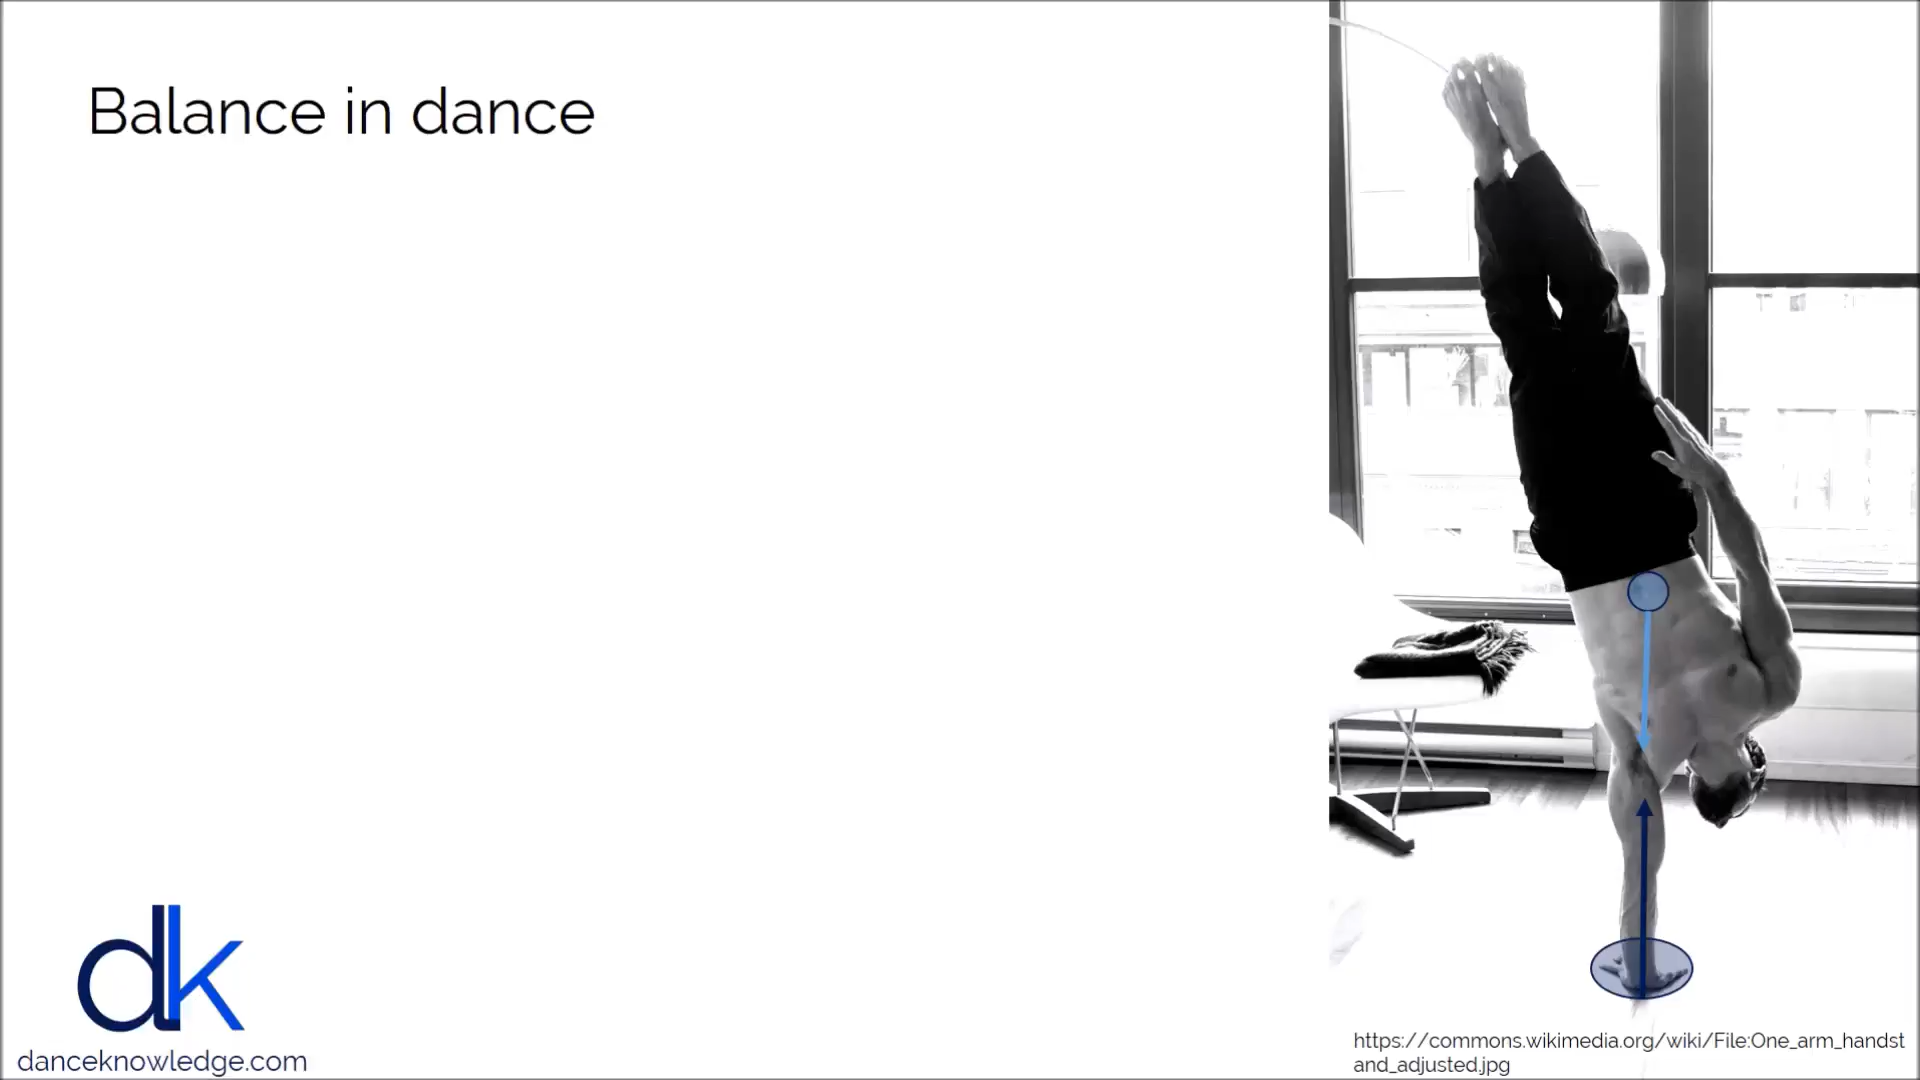 Balance in dance
dk
danceknowledge.com
https://commons.wikimedia.org/wiki/File:One_arm_handst
and_adjusted.jpg